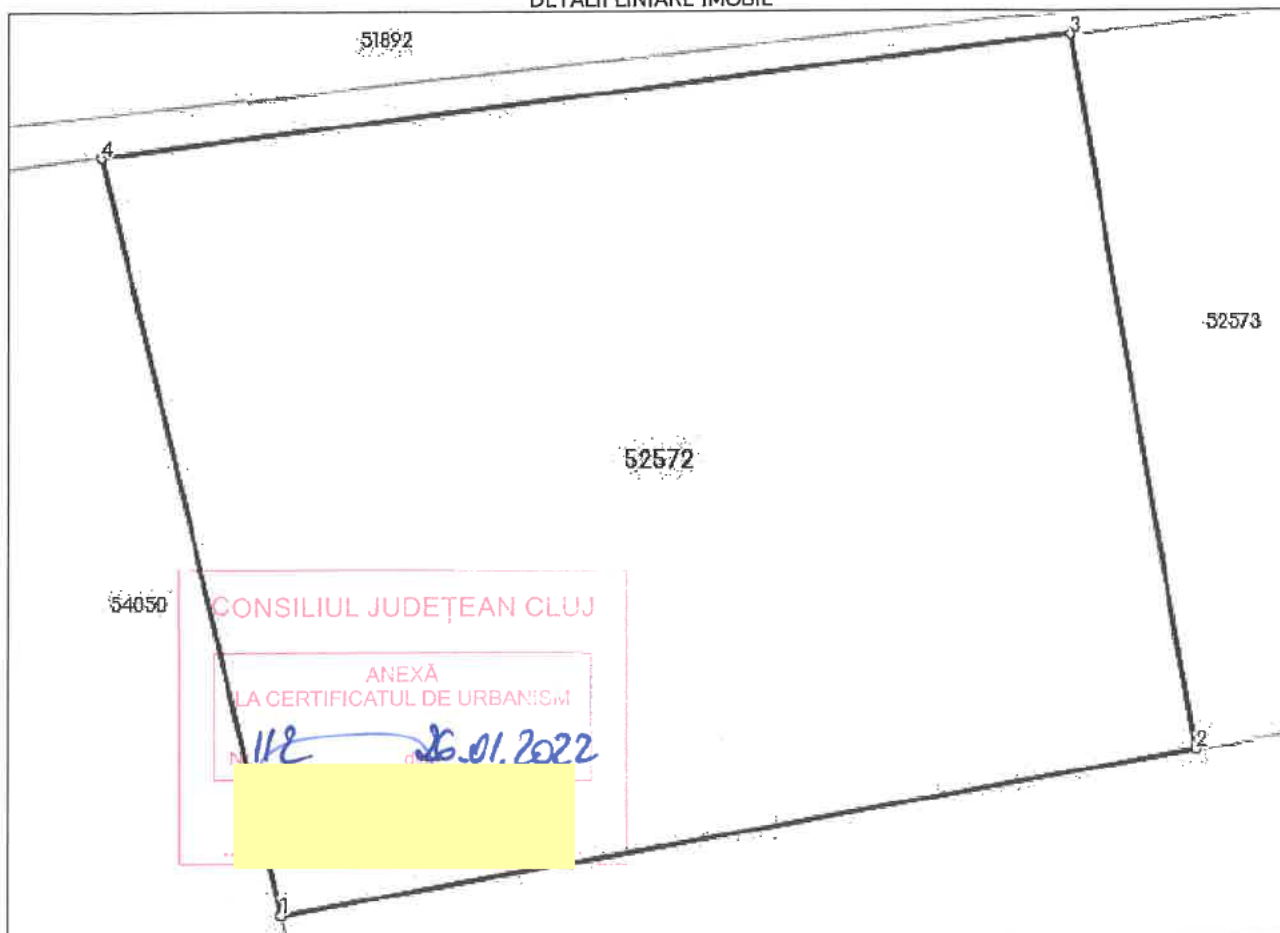 DETALII LINIARE IMOBIL
51892
3
4
52573
52572
54050
CONSILIUL JUDEȚEAN CLUJ
ANEXĂ
LA CERTIFICATUL DE URBANISM
112 26.01.2022
2
1